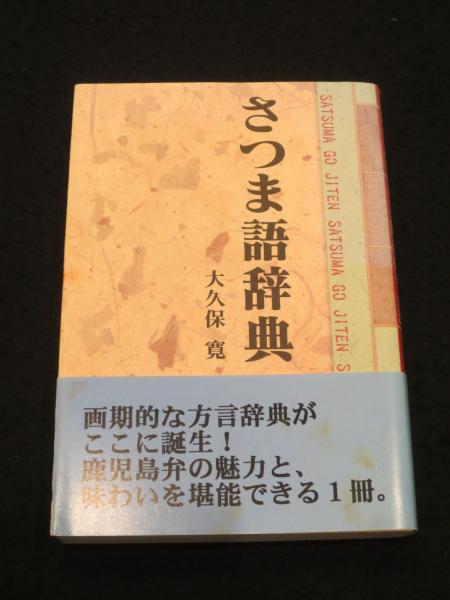 さつま語辞典
大久保 寛
SATSUMA GO JITEN SATSUMA GO JITEN S
画期的な方言辞典が
ここに誕生!
鹿児島弁の魅力と、
味わいを堪能できる1冊。